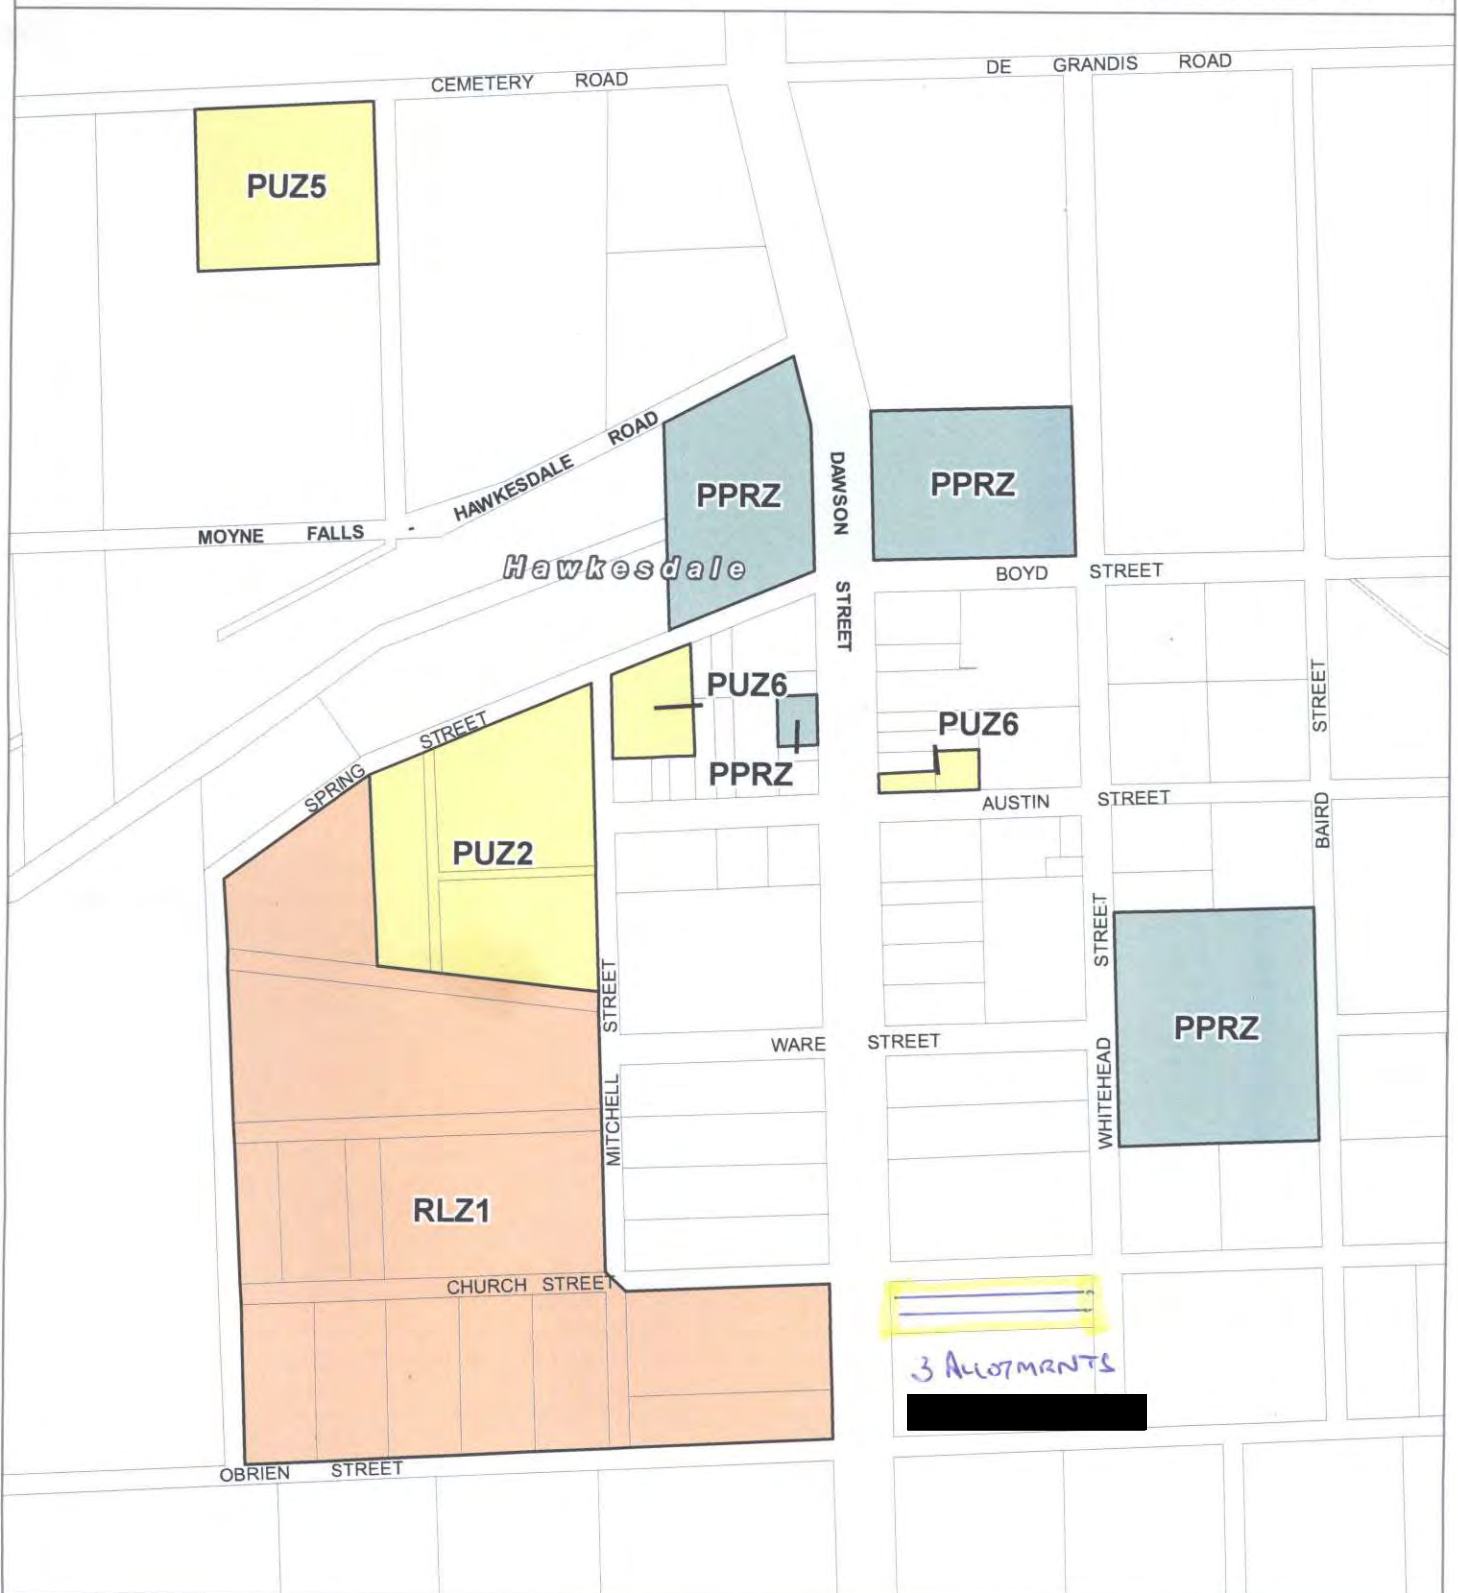 CEMETERY ROAD
DE GRANDIS ROAD
PUZ5
MOYNE FALLS - HAWKESDALE ROAD
PPRZ
DAWSON STREET
PPRZ
Hawkesdale
BOYD STREET
PUZ6
PPRZ
PUZ6
SPRING STREET
AUSTIN STREET
BAIRD STREET
PUZ2
MITCHELL STREET
WHITEHEAD STREET
PPRZ
WARE STREET
RLZ1
CHURCH STREET
3 ALLOTMENTS
OBRIEN STREET